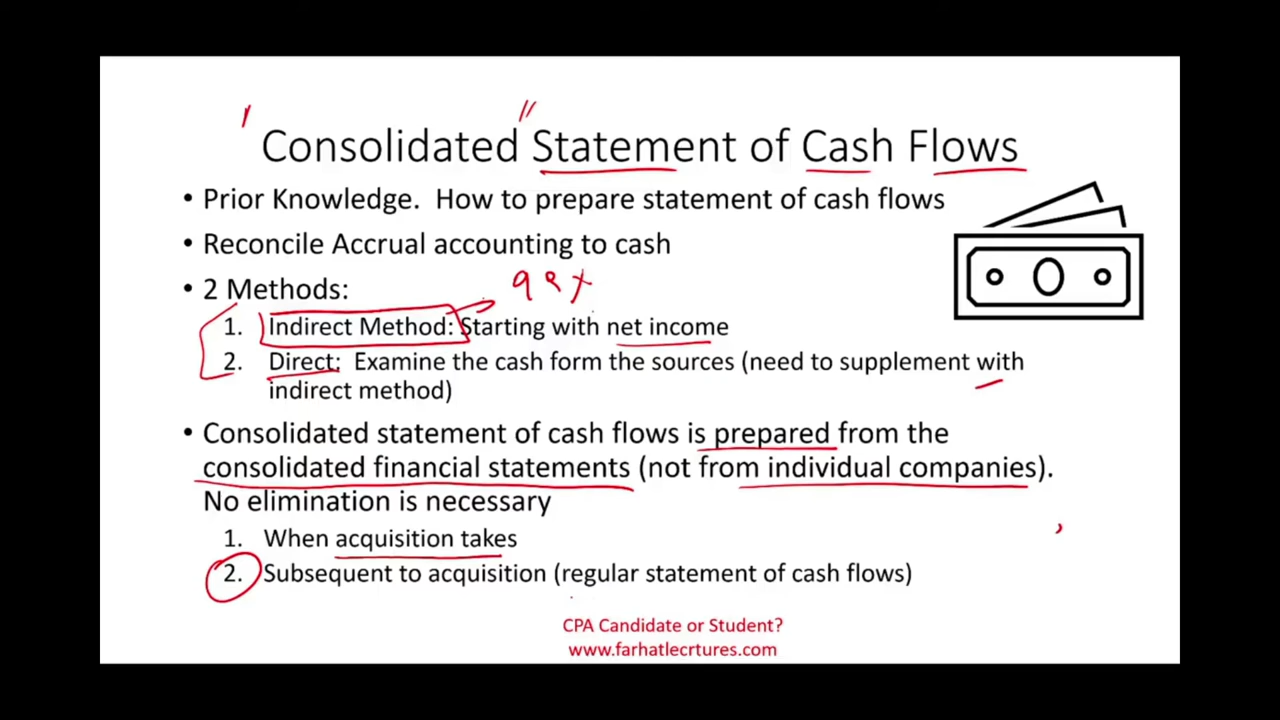 Consolidated Statement of Cash Flows
• Prior Knowledge. How to prepare statement of cash flows
• Reconcile Accrual accounting to cash
• 2 Methods:
1. Indirect Method: Starting with net income
2. Direct: Examine the cash form the sources (need to supplement with
indirect method)
• Consolidated statement of cash flows is prepared from the
consolidated financial statements (not from individual companies).
No elimination is necessary
1. When acquisition takes
2. Subsequent to acquisition (regular statement of cash flows)
CPA Candidate or Student?
www.farhatlecrtures.com